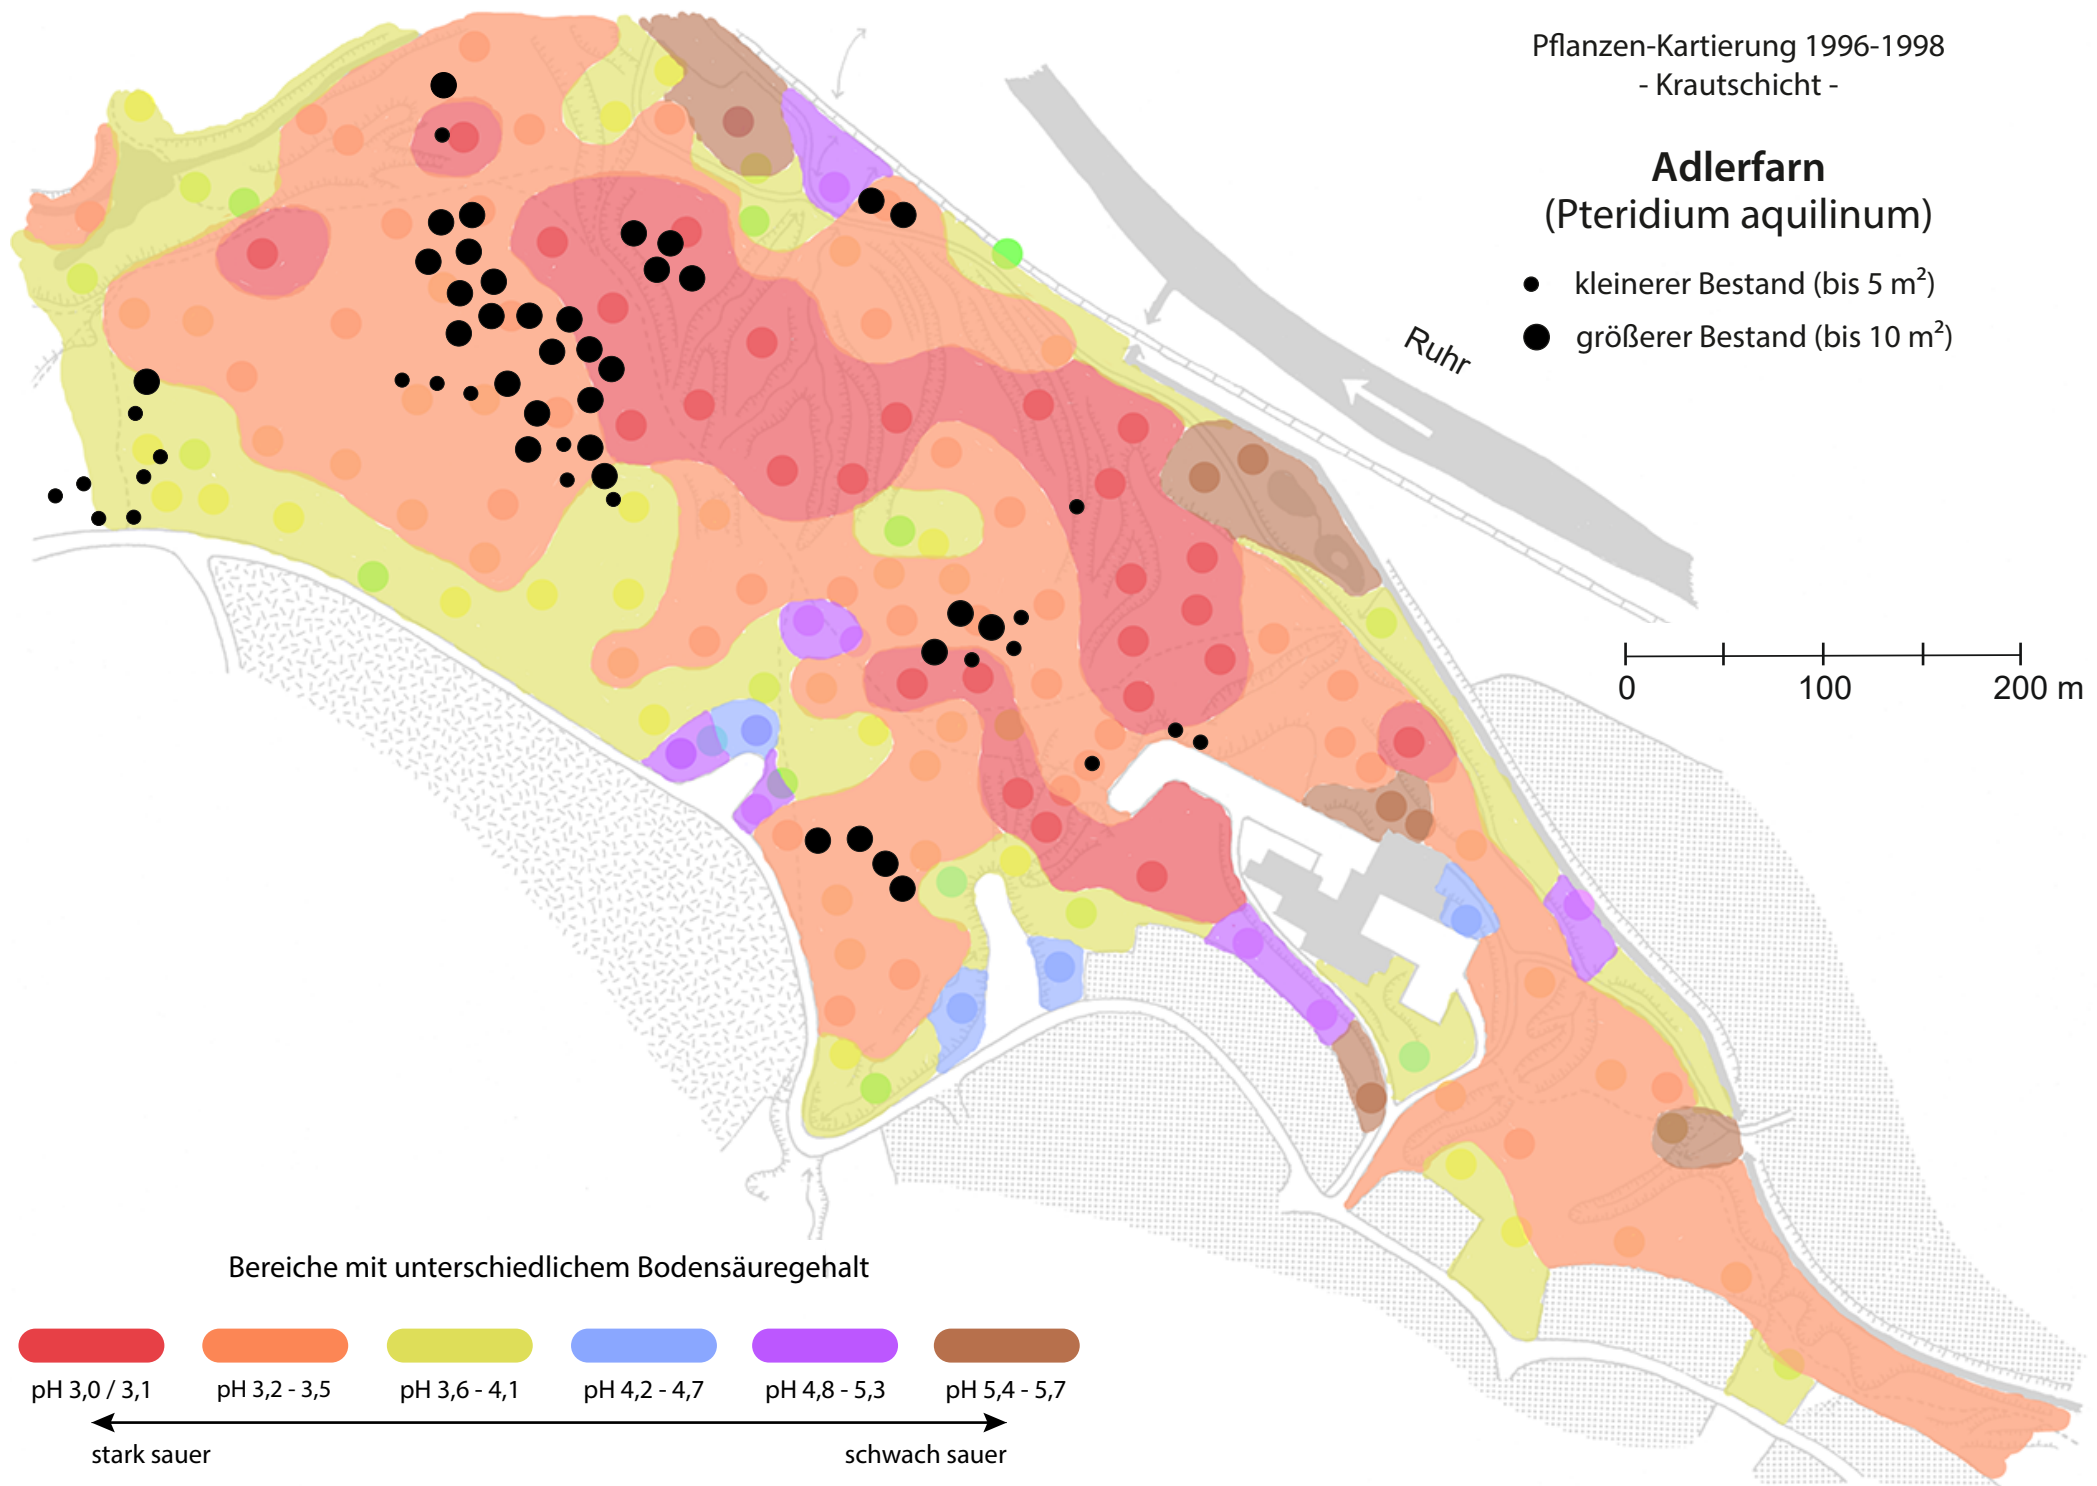 Pflanzen-Kartierung 1996-1998
- Krautschicht -
Adlerfarn
(Pteridium aquilinum)
kleinerer Bestand (bis 5 m²)
größerer Bestand (bis 10 m²)
Ruhr
0 100 200 m
Bereiche mit unterschiedlichem Bodensäuregehalt
pH 3,0 / 3,1 pH 3,2 - 3,5 pH 3,6 - 4,1 pH 4,2 - 4,7 pH 4,8 - 5,3 pH 5,4 - 5,7
stark sauer schwach sauer